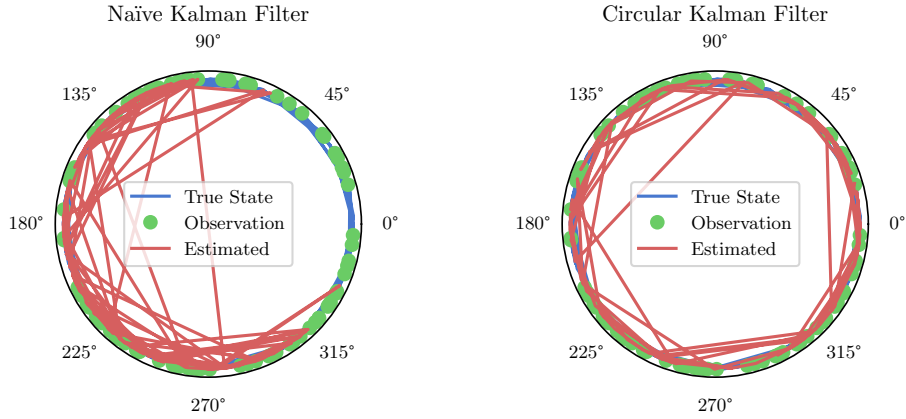 Naïve Kalman Filter
90°
135°
45°
180°
0°
225°
315°
270°
True State
Observation
Estimated
Circular Kalman Filter
90°
135°
45°
180°
0°
225°
315°
270°
True State
Observation
Estimated